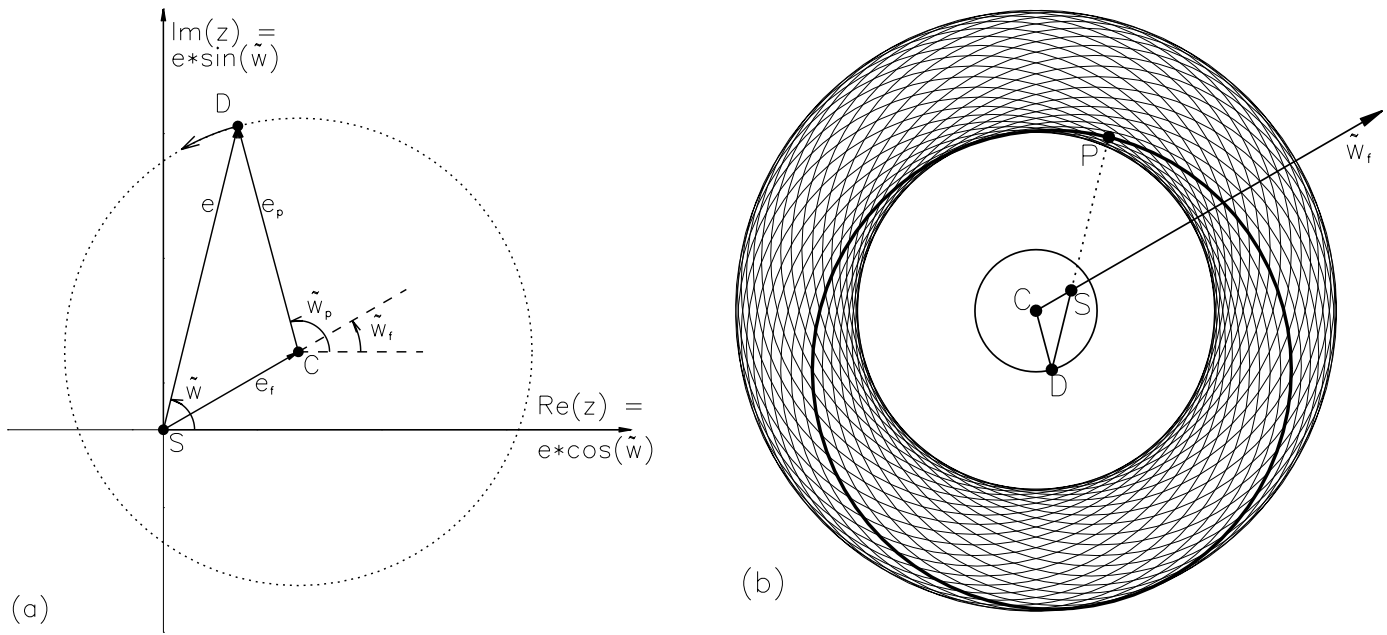 Im(z) =
e*sin(w̃)
D
e
e_p
w̃_p
w̃_f
C
w̃
e_f
S
Re(z) =
e*cos(w̃)
(a)
P
w̃_f
C
S
D
(b)